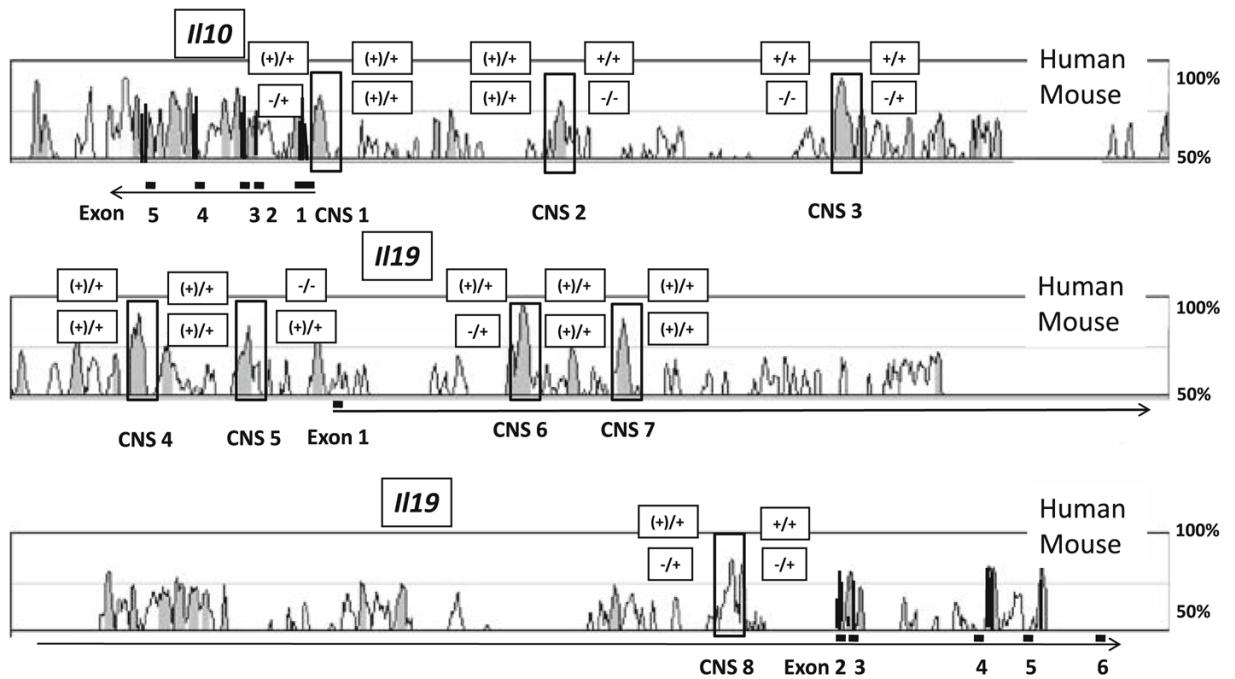 Il10
(+)/+ (+)/+ (+)/+ +/+ +/+ +/+ Human
-/+ (+)/+ (+)/+ -/- -/- -/+ Mouse
100%
50%
Exon 5 4 3 2 1 CNS 1 CNS 2 CNS 3
Il19
(+)/+ (+)/+ -/- (+)/+ (+)/+ (+)/+ Human
(+)/+ (+)/+ (+)/+ -/+ (+)/+ (+)/+ Mouse
100%
50%
CNS 4 CNS 5 Exon 1 CNS 6 CNS 7
Il19
(+)/+ +/+ Human
-/+ -/+ Mouse
100%
50%
CNS 8 Exon 2 3 4 5 6